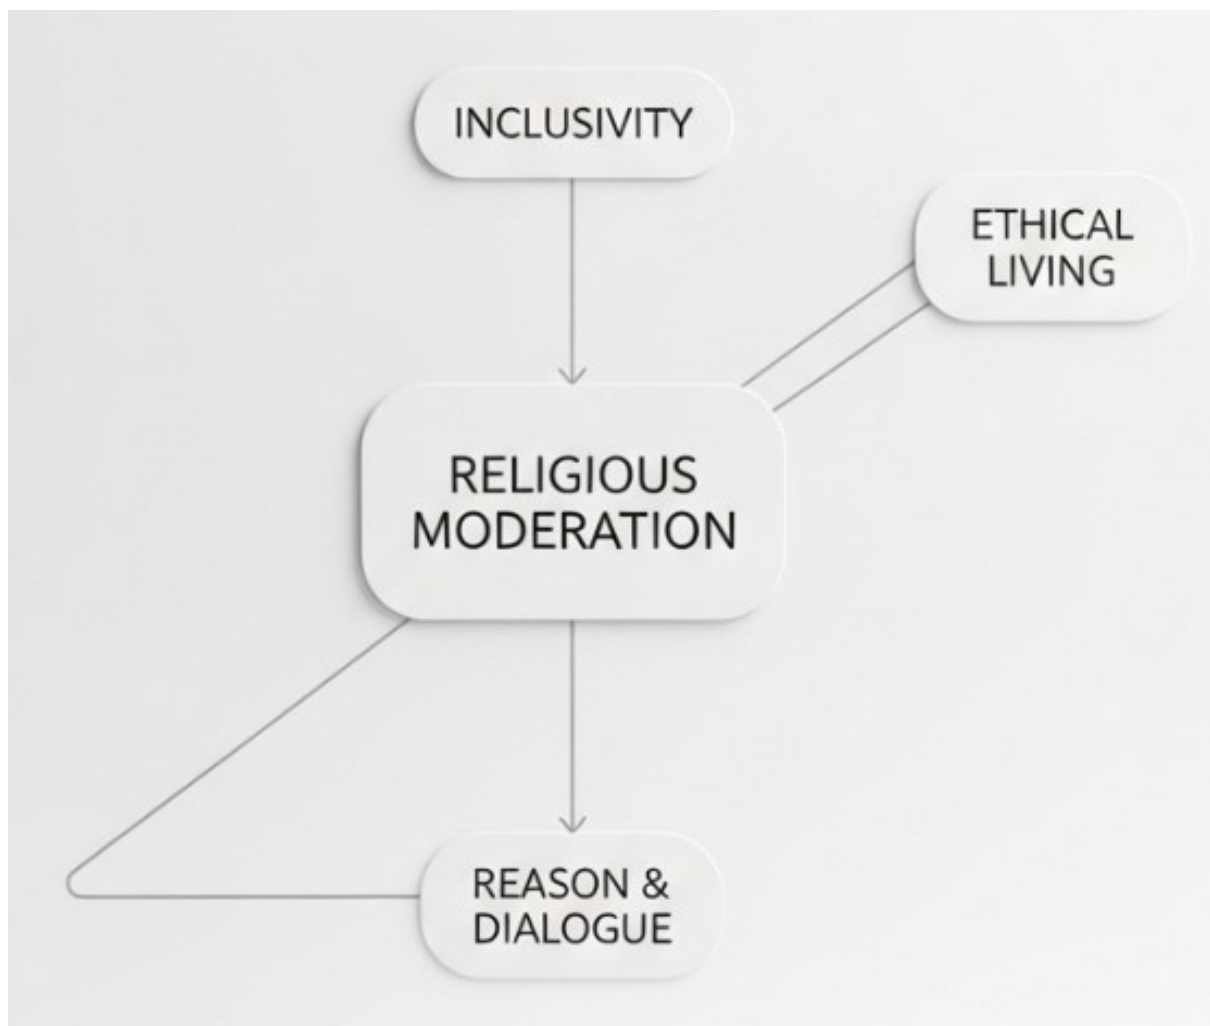 INCLUSIVITY
ETHICAL
LIVING
RELIGIOUS
MODERATION
REASON &
DIALOGUE